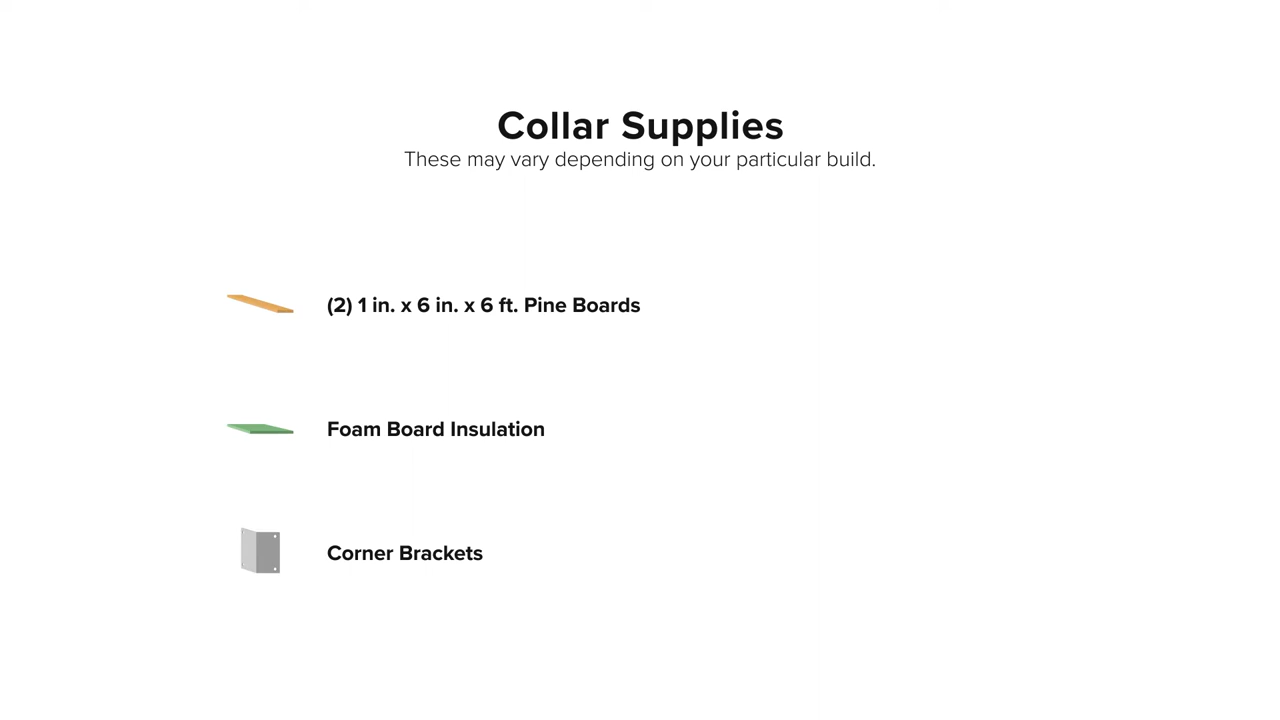 Collar Supplies
These may vary depending on your particular build.
(2) 1 in. x 6 in. x 6 ft. Pine Boards
Foam Board Insulation
Corner Brackets